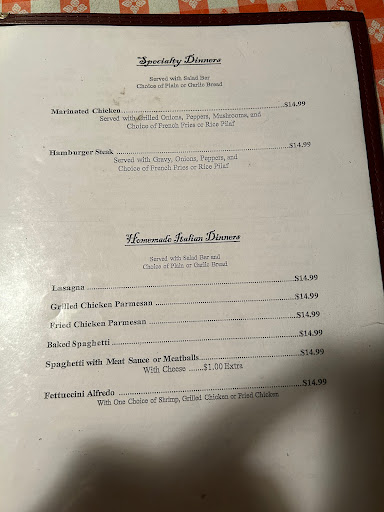 Specialty Dinners
Served with Salad Bar
Choice of Plain or Garlic Bread
Marinated Chicken.......................................................$14.99
Served with Grilled Onions, Peppers, Mushrooms, and
Choice of French Fries or Rice Pilaf
Hamburger Steak .......................................................$14.99
Served with Gravy, Onions, Peppers, and
Choice of French Fries or Rice Pilaf
Homemade Italian Dinners
Served with Salad Bar and
Choice of Plain or Garlic Bread
Lasagna .......................................................$14.99
Grilled Chicken Parmesan .......................................................$14.99
Fried Chicken Parmesan .......................................................$14.99
Baked Spaghetti .......................................................$14.99
Spaghetti with Meat Sauce or Meatballs.......................................................$14.99
With Cheese .......$1.00 Extra
Fettuccini Alfredo .......................................................$14.99
With One Choice of Shrimp, Grilled Chicken or Fried Chicken